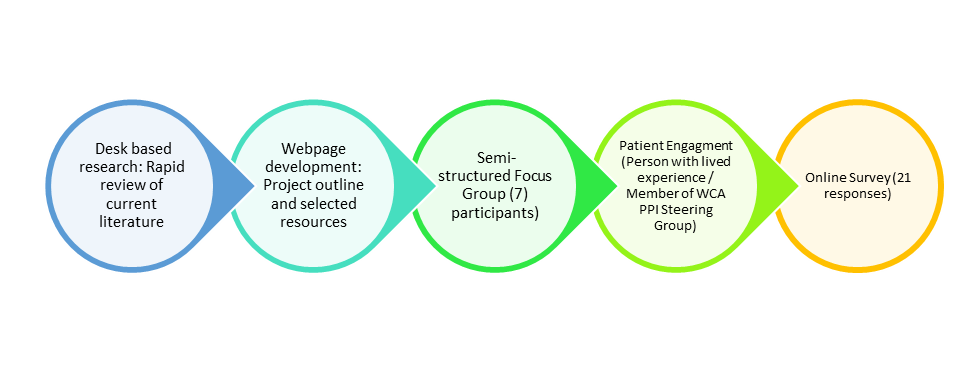 Desk based
research: Rapid
review of
current
literature
Webpage
development:
Project outline
and selected
resources
Semi-
structured Focus
Group (7)
participants)
Patient Engagment
(Person with lived
experience /
Member of WCA
PPI Steering
Group)
Online Survey (21
responses)